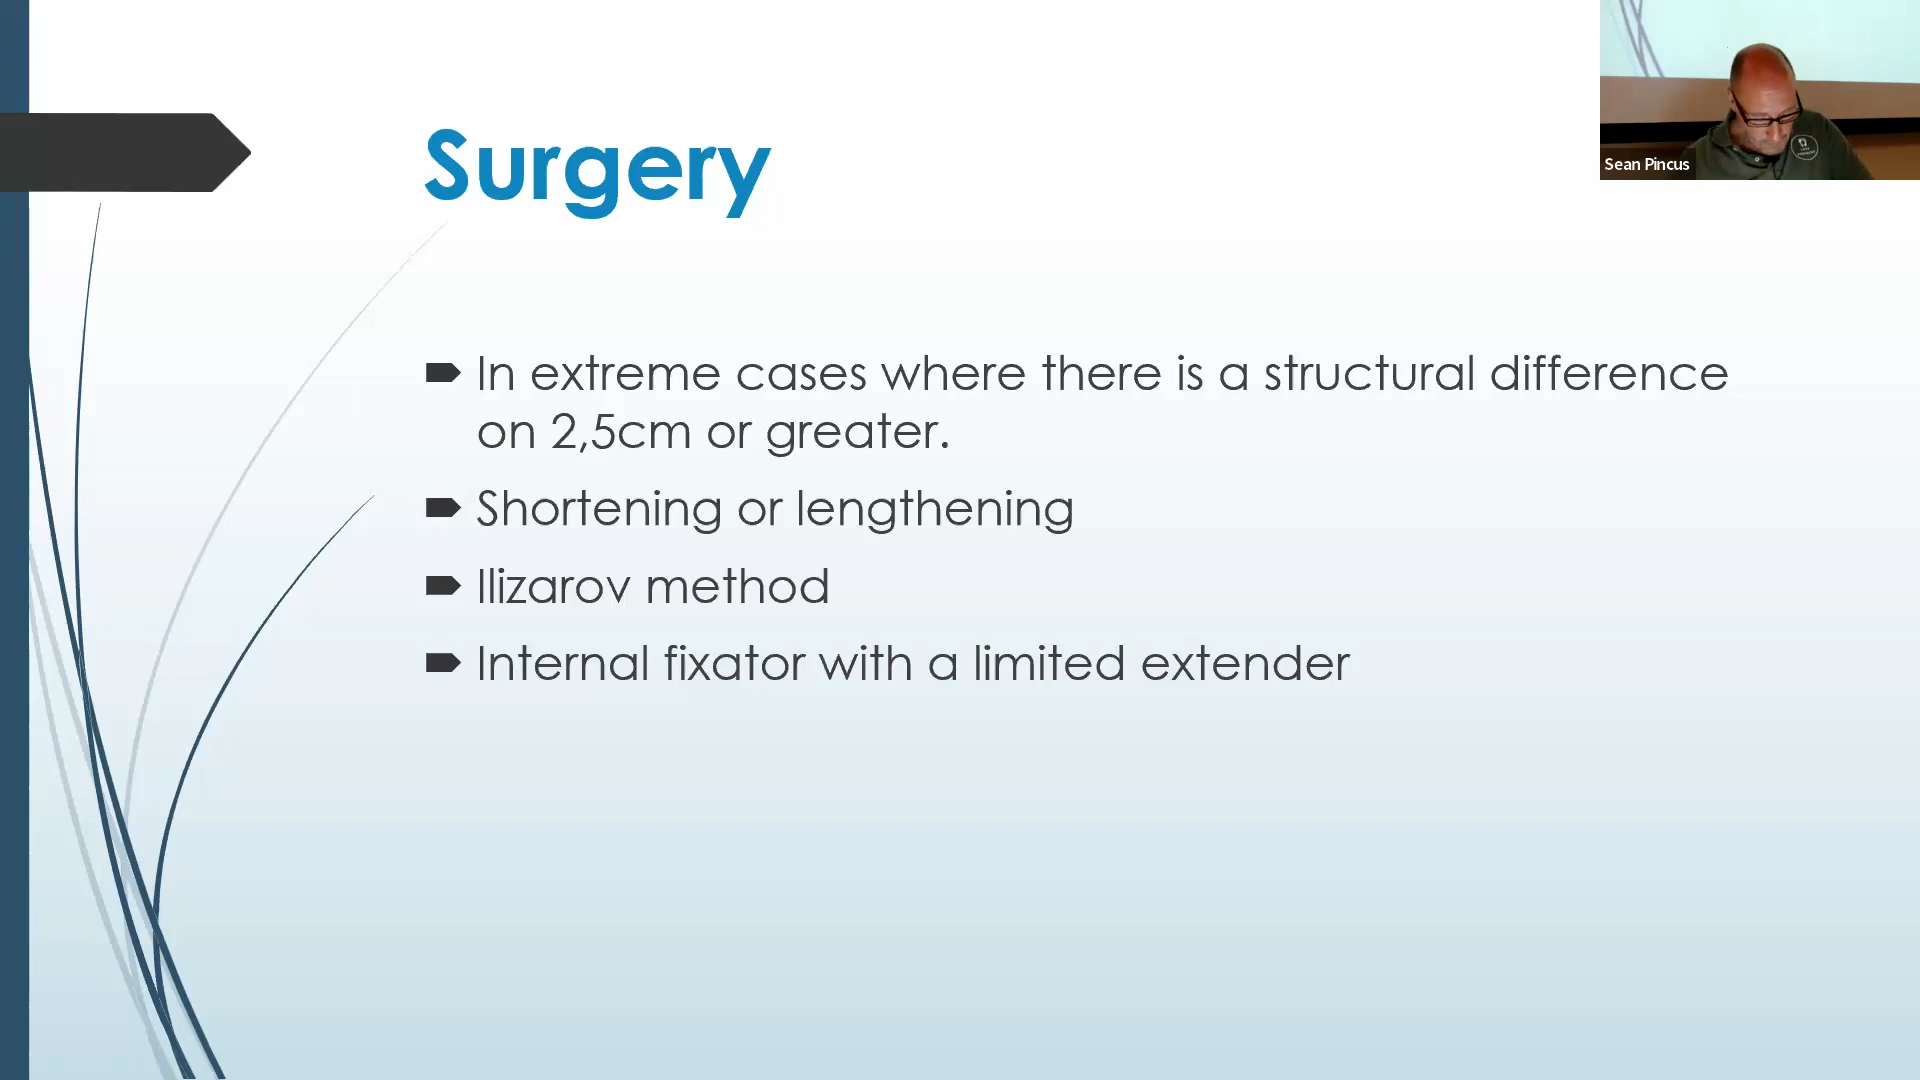 Surgery
Sean Pincus
In extreme cases where there is a structural difference
on 2,5cm or greater.
Shortening or lengthening
Ilizarov method
Internal fixator with a limited extender